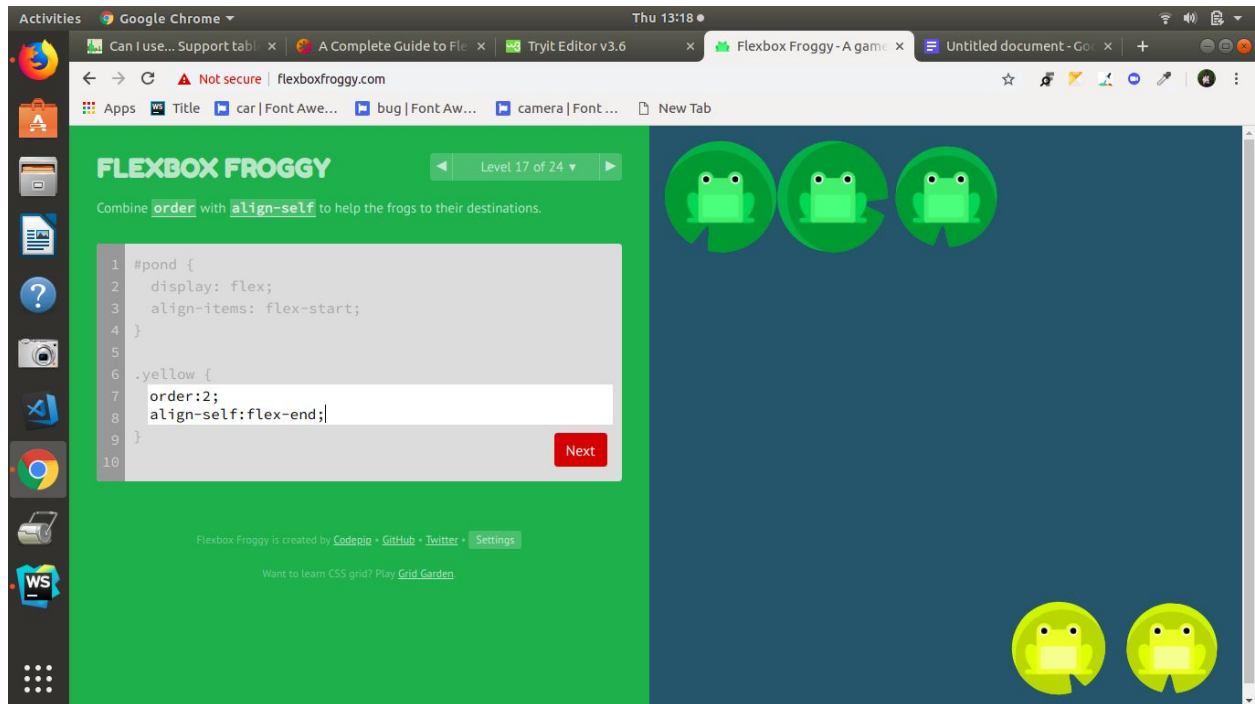 Activities Google Chrome ▾ Thu 13:18 ●
Can I use... Support tabl × A Complete Guide to Fle × Tryit Editor v3.6 × Flexbox Froggy - A game × Untitled document - Goo × +
Not secure | flexboxfroggy.com
Apps Title car | Font Awe... bug | Font Aw... camera | Font ... New Tab
FLEXBOX FROGGY
◀ Level 17 of 24 ▾ ▶
Combine order with align-self to help the frogs to their destinations.
1 #pond {
2 display: flex;
3 align-items: flex-start;
4 }
5
6 .yellow {
7 order:2;
8 align-self:flex-end;
9 }
10
Next
Flexbox Froggy is created by Codepip • GitHub • Twitter • Settings
Want to learn CSS grid? Play Grid Garden.
WS